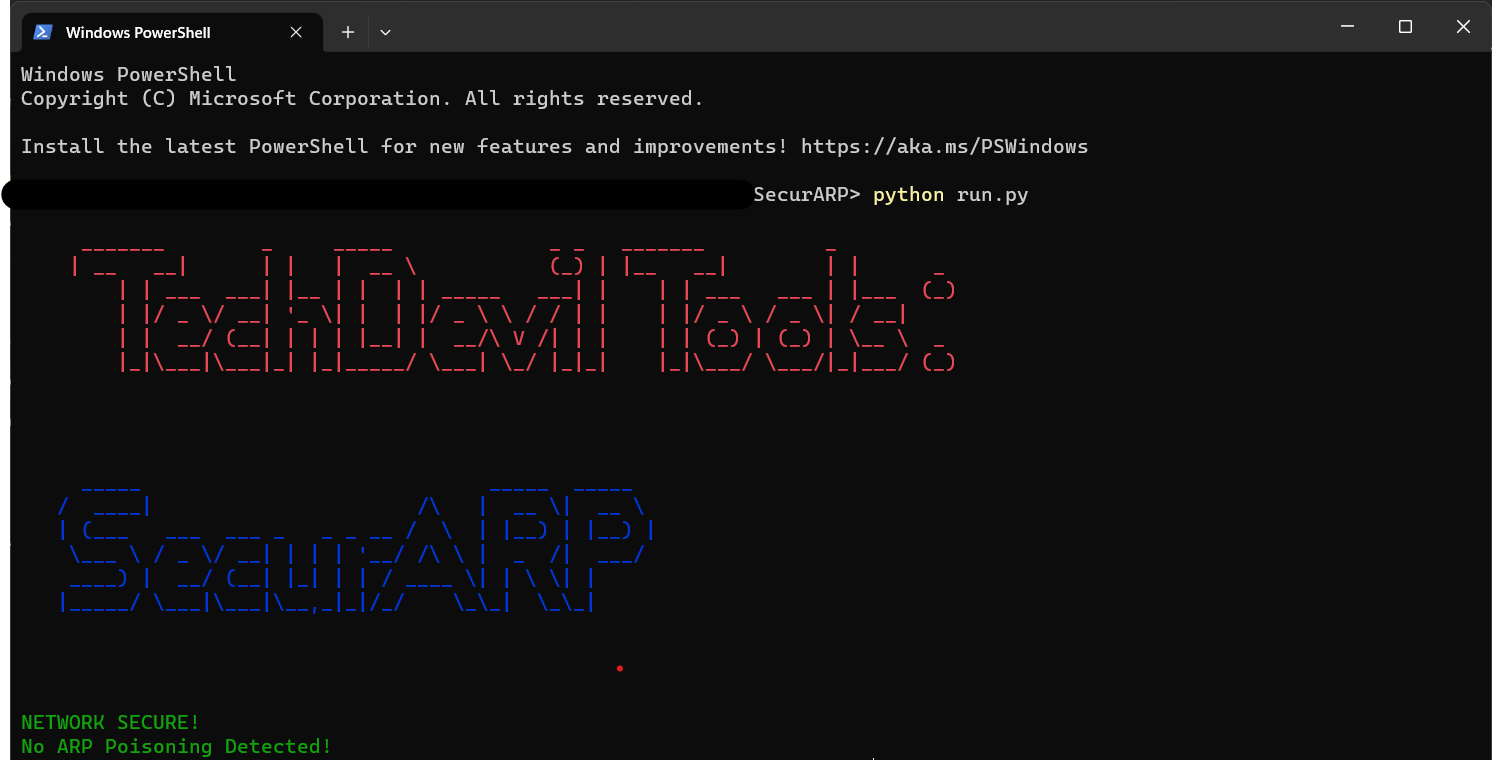 Windows PowerShell
Windows PowerShell
Copyright (C) Microsoft Corporation. All rights reserved.
Install the latest PowerShell for new features and improvements! https://aka.ms/PSWindows
SecurARP> python run.py
TechDevil Tools:
SecurARP
NETWORK SECURE!
No ARP Poisoning Detected!